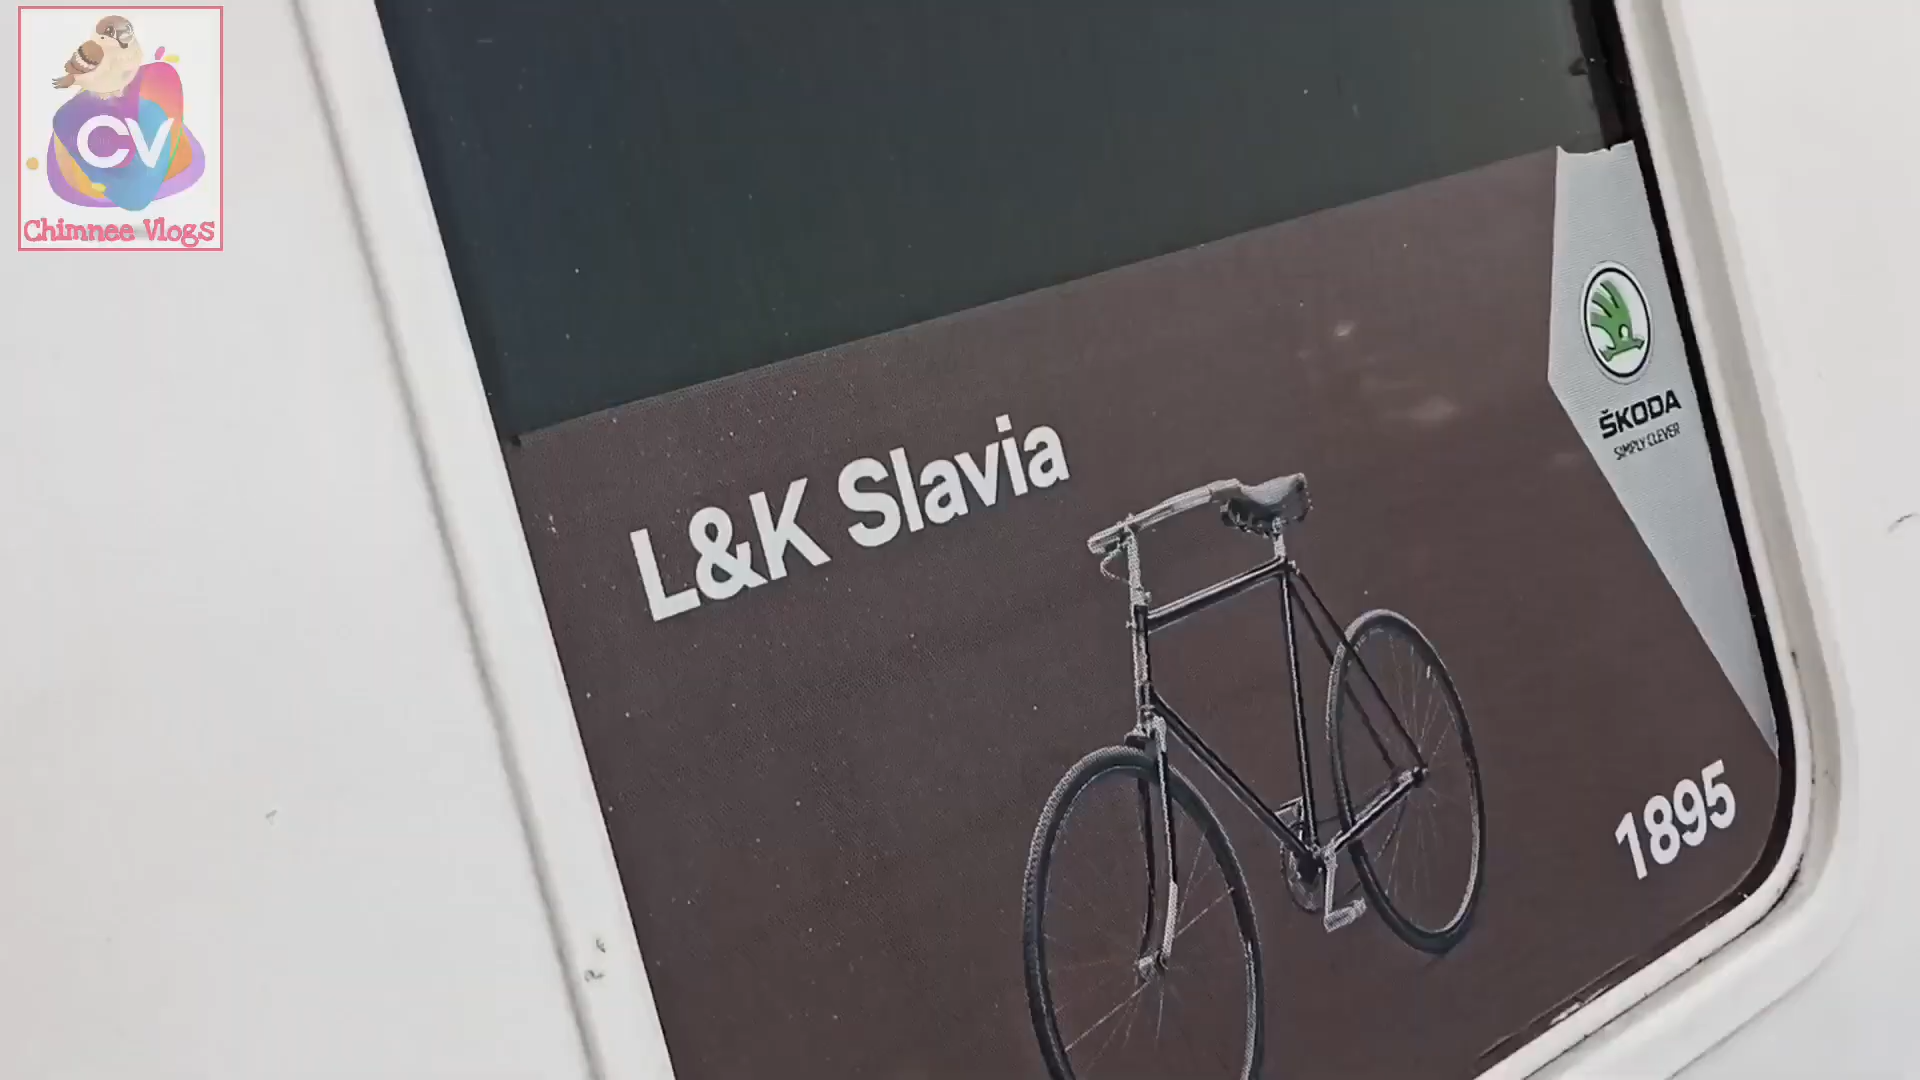 CV
Chimnee Vlogs
L&K Slavia
ŠKODA
SIMPLY CLEVER
1895